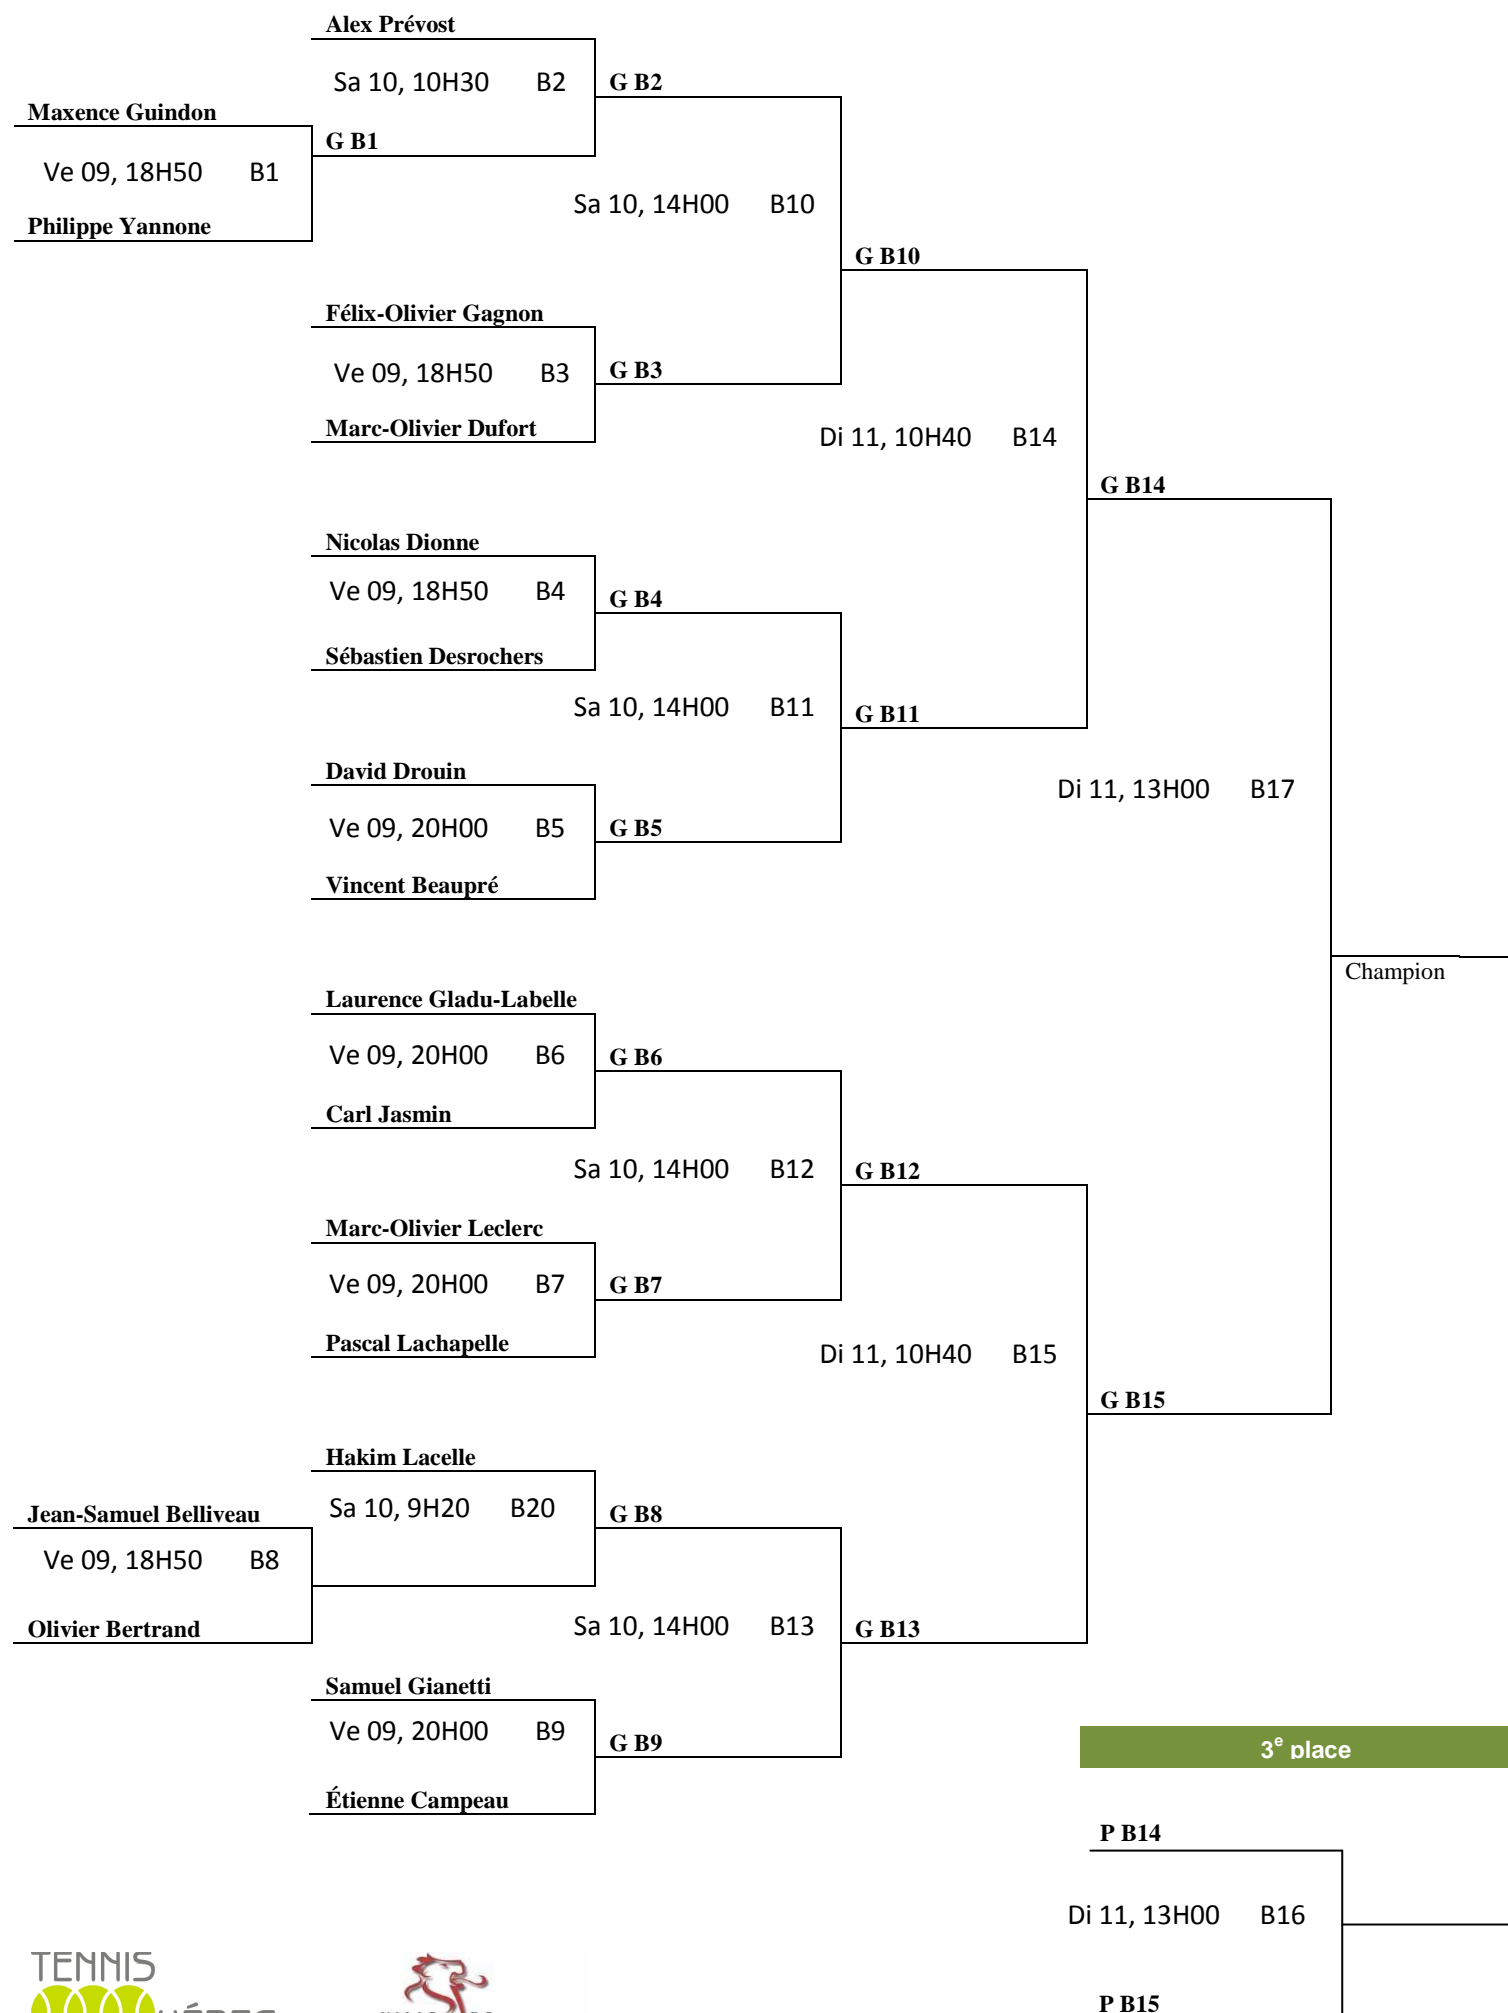 Alex Prévost
Sa 10, 10H30 B2
G B2
Maxence Guindon
G B1
Ve 09, 18H50 B1
Sa 10, 14H00 B10
Philippe Yannone
G B10
Félix-Olivier Gagnon
Ve 09, 18H50 B3
G B3
Marc-Olivier Dufort
Di 11, 10H40 B14
G B14
Nicolas Dionne
Ve 09, 18H50 B4
G B4
Sébastien Desrochers
Sa 10, 14H00 B11
G B11
David Drouin
Di 11, 13H00 B17
Ve 09, 20H00 B5
G B5
Vincent Beaupré
Champion
Laurence Gladu-Labelle
Ve 09, 20H00 B6
G B6
Carl Jasmin
Sa 10, 14H00 B12
G B12
Marc-Olivier Leclerc
Ve 09, 20H00 B7
G B7
Pascal Lachapelle
Di 11, 10H40 B15
G B15
Hakim Lacelle
Sa 10, 9H20 B20
Jean-Samuel Belliveau
G B8
Ve 09, 18H50 B8
Sa 10, 14H00 B13
Olivier Bertrand
G B13
Samuel Gianetti
Ve 09, 20H00 B9
G B9
3e place
Étienne Campeau
P B14
Di 11, 13H00 B16
TENNIS
P B15